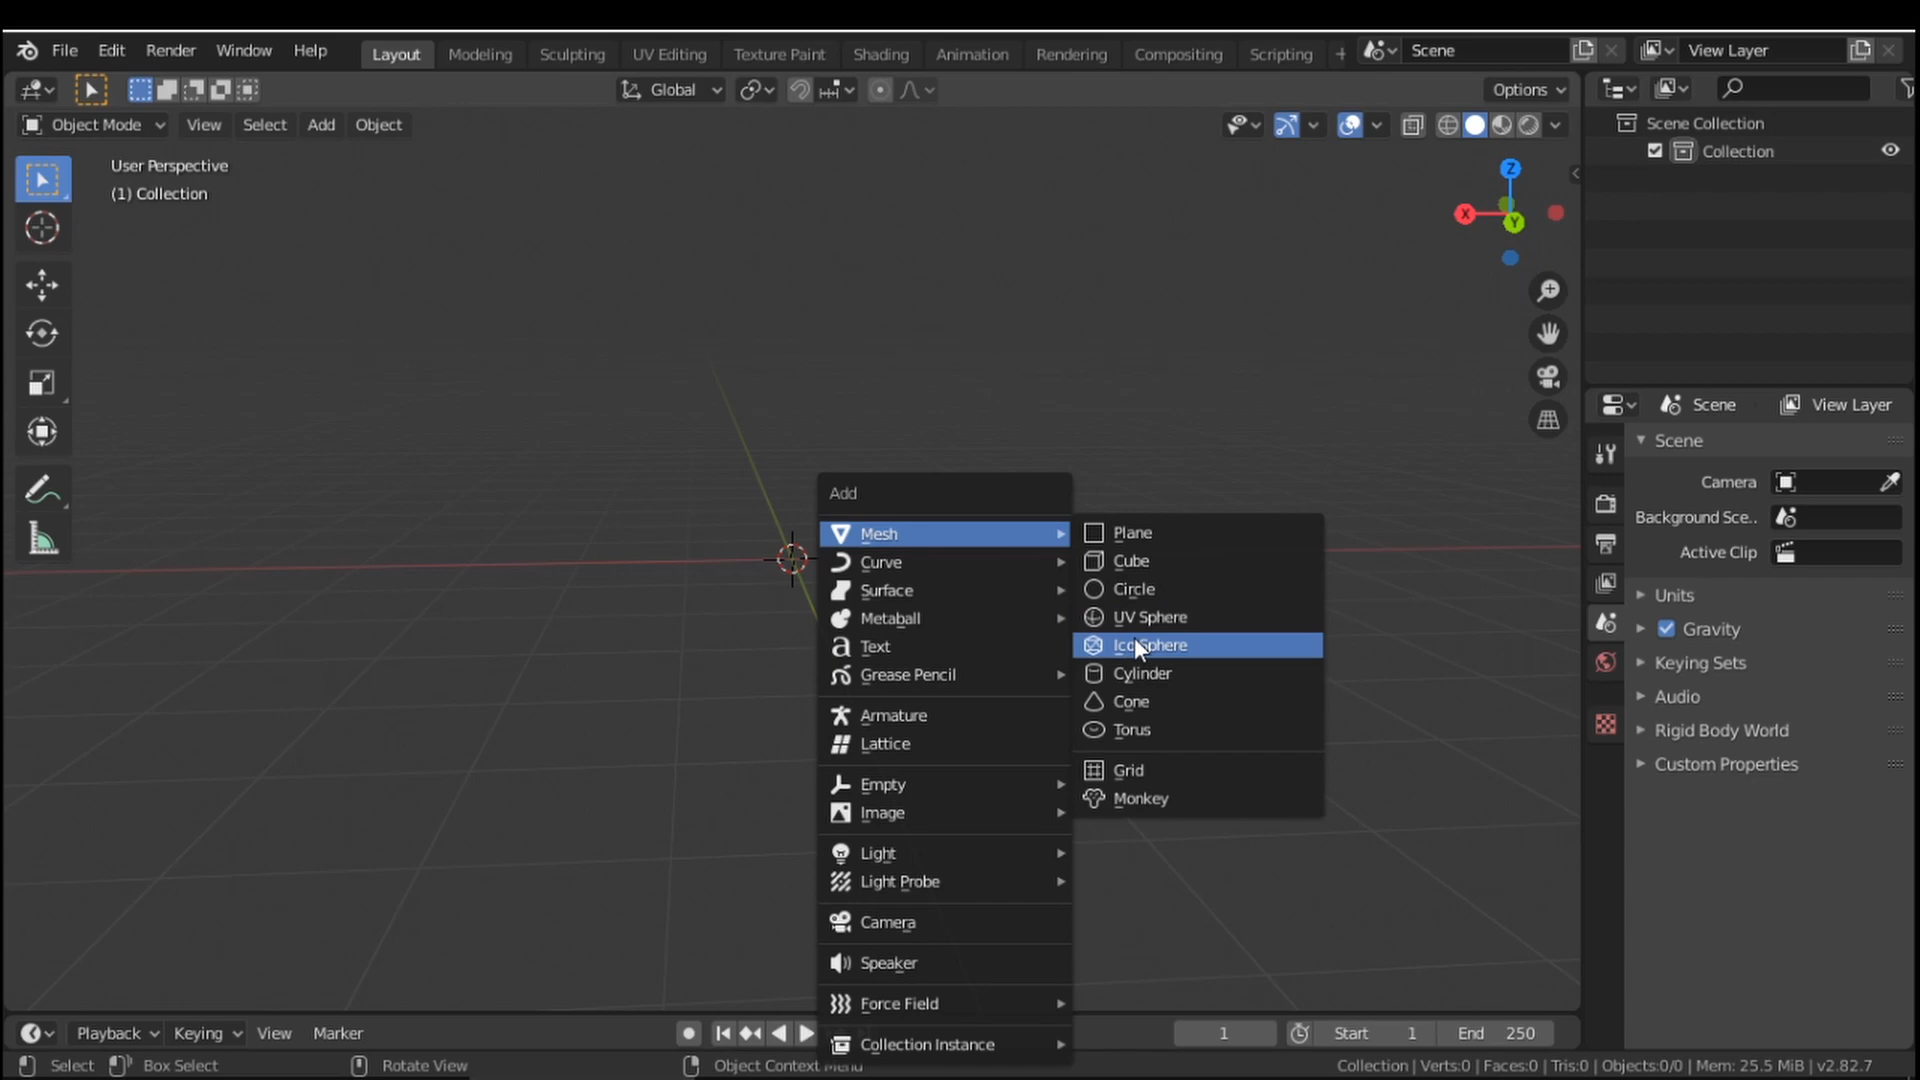 File Edit Render Window Help Layout Modeling Sculpting UV Editing Texture Paint Shading Animation Rendering Compositing Scripting + Scene View Layer
Global Options
Object Mode View Select Add Object
Scene Collection
Collection
User Perspective
(1) Collection
Z
X
Y
Scene View Layer
Scene
Camera
Background Sce..
Active Clip
Units
Gravity
Keying Sets
Audio
Rigid Body World
Custom Properties
Add
Mesh
Curve
Surface
Metaball
Text
Grease Pencil
Armature
Lattice
Empty
Image
Light
Light Probe
Camera
Speaker
Force Field
Collection Instance
Plane
Cube
Circle
UV Sphere
Ico Sphere
Cylinder
Cone
Torus
Grid
Monkey
Playback Keying View Marker 1 Start 1 End 250
Select Box Select Rotate View Object Context Menu Collection | Verts:0 | Faces:0 | Tris:0 | Objects:0/0 | Mem: 25.5 MiB | v2.82.7